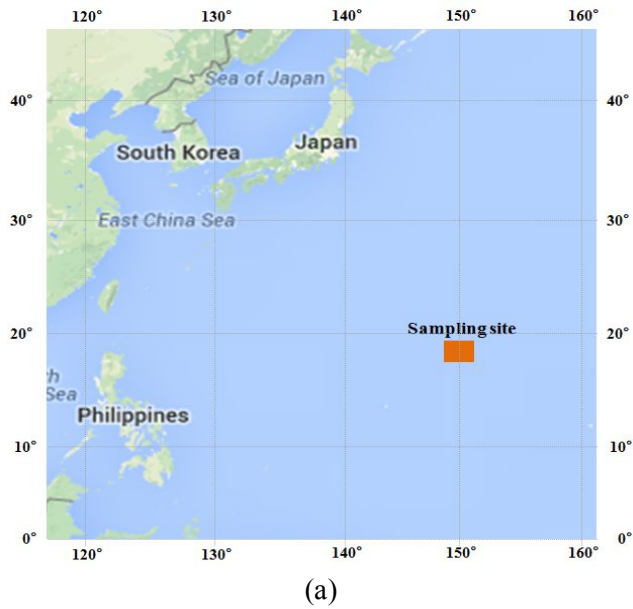 120° 130° 140° 150° 160°
Sea of Japan
40° 40°
Japan
South Korea
30° 30°
East China Sea
20° Sampling site 20°
Sea
Philippines
10° 10°
0° 0°
120° 130° 140° 150° 160°
(a)